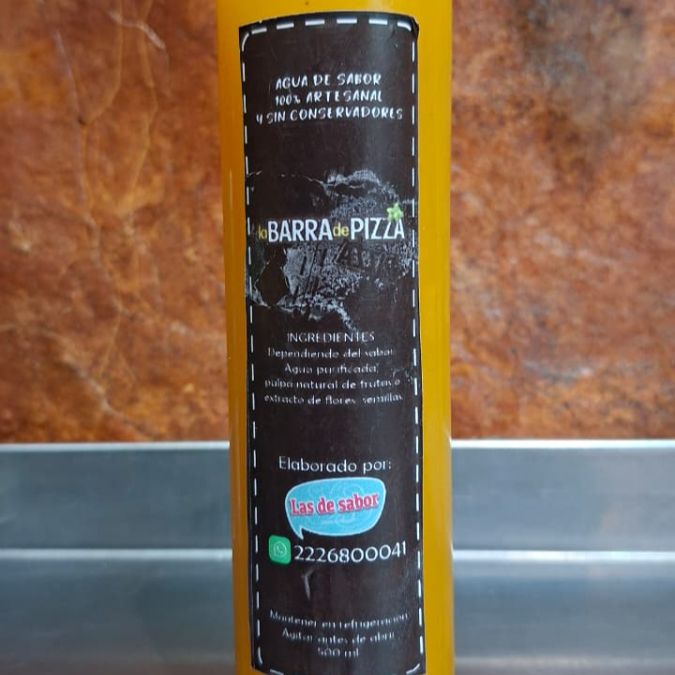 AGUA DE SABOR
100% ARTESANAL
Y SIN CONSERVADORES
la BARRA de PIZZA
INGREDIENTES
Dependiendo del sabor
Agua purificada,
pulpa natural de frutas o
extracto de flores, semillas
Elaborado por:
Las de sabor
2226800041
Mantener en refrigeración
Agitar antes de abrir
500 ml